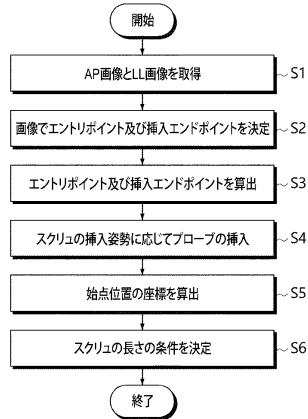 開始
AP画像とLL画像を取得
S1
画像でエントリポイント及び挿入エンドポイントを決定
S2
エントリポイント及び挿入エンドポイントを算出
S3
スクリュの挿入姿勢に応じてプローブの挿入
S4
始点位置の座標を算出
S5
スクリュの長さの条件を決定
S6
終了